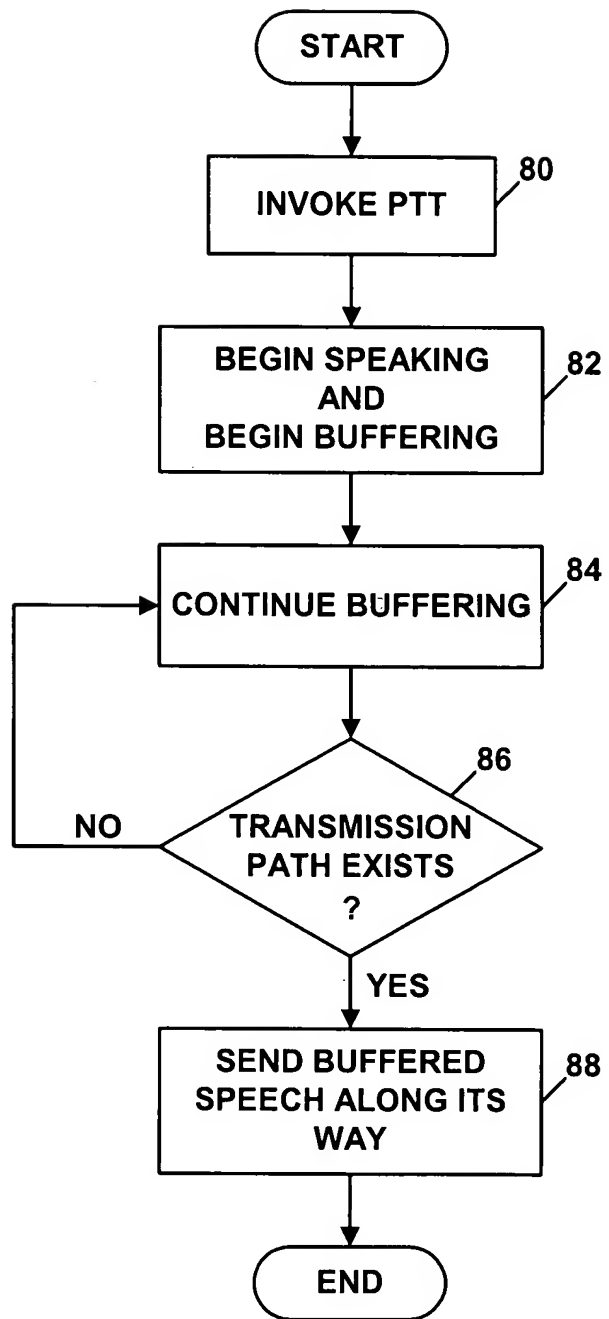 START
80
INVOKE PTT
BEGIN SPEAKING
AND
BEGIN BUFFERING
82
84
CONTINUE BUFFERING
86
NO
TRANSMISSION
PATH EXISTS
?
YES
SEND BUFFERED
SPEECH ALONG ITS
WAY
88
END